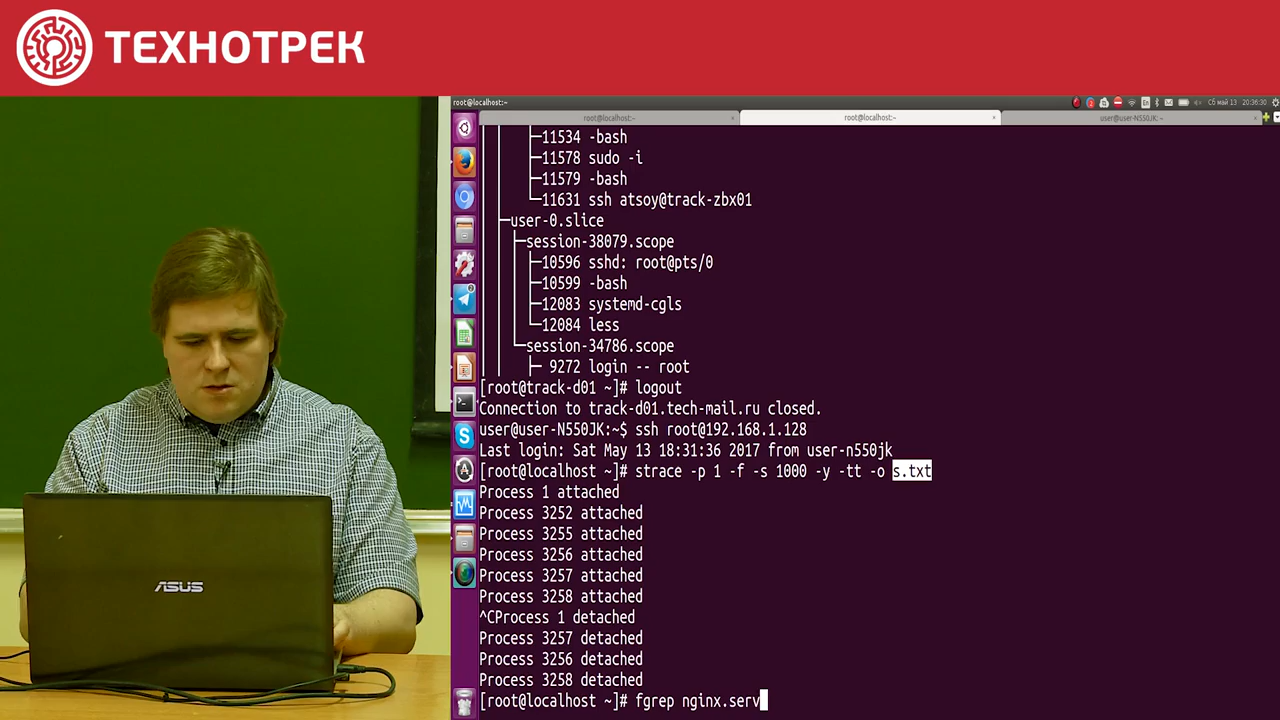 ТЕХНОТРЕК
root@localhost:~
Сб май 13 20:36:30
root@localhost:~
root@localhost:~
user@user-N550JK: ~
├─11534 -bash
├─11578 sudo -i
├─11579 -bash
└─11631 ssh atsoy@track-zbx01
├─user-0.slice
├─session-38079.scope
├─10596 sshd: root@pts/0
├─10599 -bash
├─12083 systemd-cgls
└─12084 less
└─session-34786.scope
├─ 9272 login -- root
[root@track-d01 ~]# logout
Connection to track-d01.tech-mail.ru closed.
user@user-N550JK:~$ ssh root@192.168.1.128
Last login: Sat May 13 18:31:36 2017 from user-n550jk
[root@localhost ~]# strace -p 1 -f -s 1000 -y -tt -o s.txt
Process 1 attached
Process 3252 attached
Process 3255 attached
Process 3256 attached
Process 3257 attached
Process 3258 attached
^CProcess 1 detached
Process 3257 detached
Process 3256 detached
Process 3258 detached
[root@localhost ~]# fgrep nginx.serv
ASUS